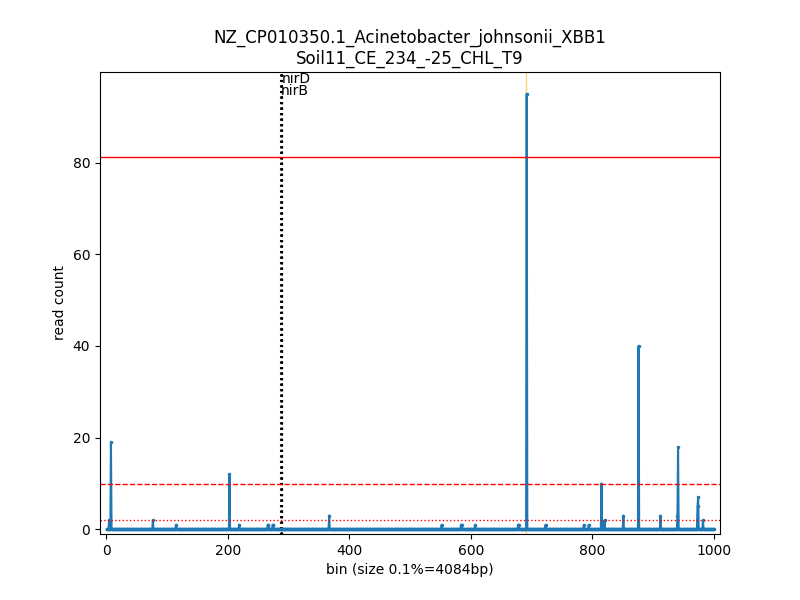 NZ_CP010350.1_Acinetobacter_johnsonii_XBB1
Soil11_CE_234_-25_CHL_T9
nirD
nirB
80
60
40
20
0
read count
0 200 400 600 800 1000
bin (size 0.1%=4084bp)